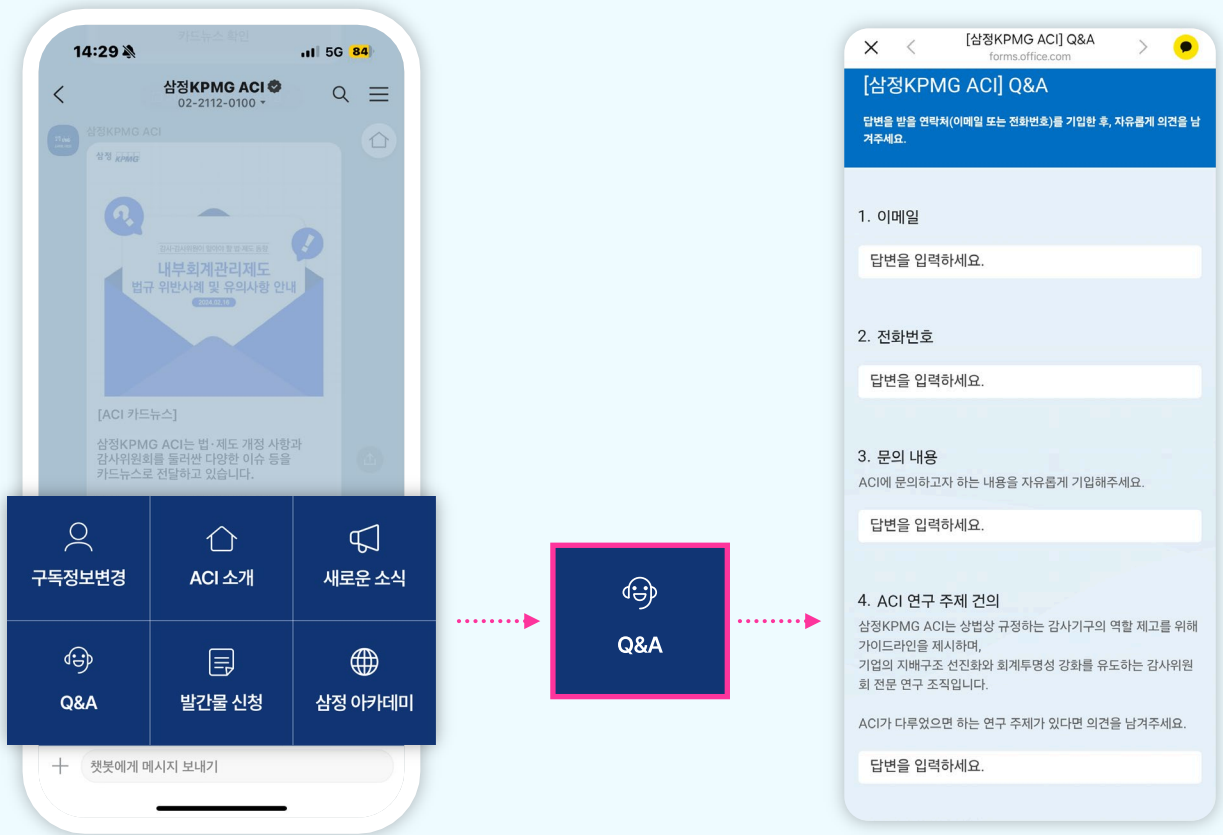 카드뉴스 확인
14:29
5G 84
삼정KPMG ACI
02-2112-0100
삼정KPMG ACI
삼정 KPMG
내부회계관리제도
법규 위반사례 및 유의사항 안내
2024.02.19
[ACI 카드뉴스]
삼정KPMG ACI는 법·제도 개정 사항과
감사위원회를 둘러싼 다양한 이슈 등을
카드뉴스로 전달하고 있습니다.
구독정보변경
ACI 소개
새로운 소식
Q&A
발간물 신청
삼정 아카데미
챗봇에게 메시지 보내기
Q&A
[삼정KPMG ACI] Q&A
forms.office.com
[삼정KPMG ACI] Q&A
답변을 받을 연락처(이메일 또는 전화번호)를 기입한 후, 자유롭게 의견을 남
겨주세요.
1. 이메일
답변을 입력하세요.
2. 전화번호
답변을 입력하세요.
3. 문의 내용
ACI에 문의하고자 하는 내용을 자유롭게 기입해주세요.
답변을 입력하세요.
4. ACI 연구 주제 건의
삼정KPMG ACI는 상법상 규정하는 감사기구의 역할 제고를 위해
가이드라인을 제시하며,
기업의 지배구조 선진화와 회계투명성 강화를 유도하는 감사위원
회 전문 연구 조직입니다.
ACI가 다루었으면 하는 연구 주제가 있다면 의견을 남겨주세요.
답변을 입력하세요.